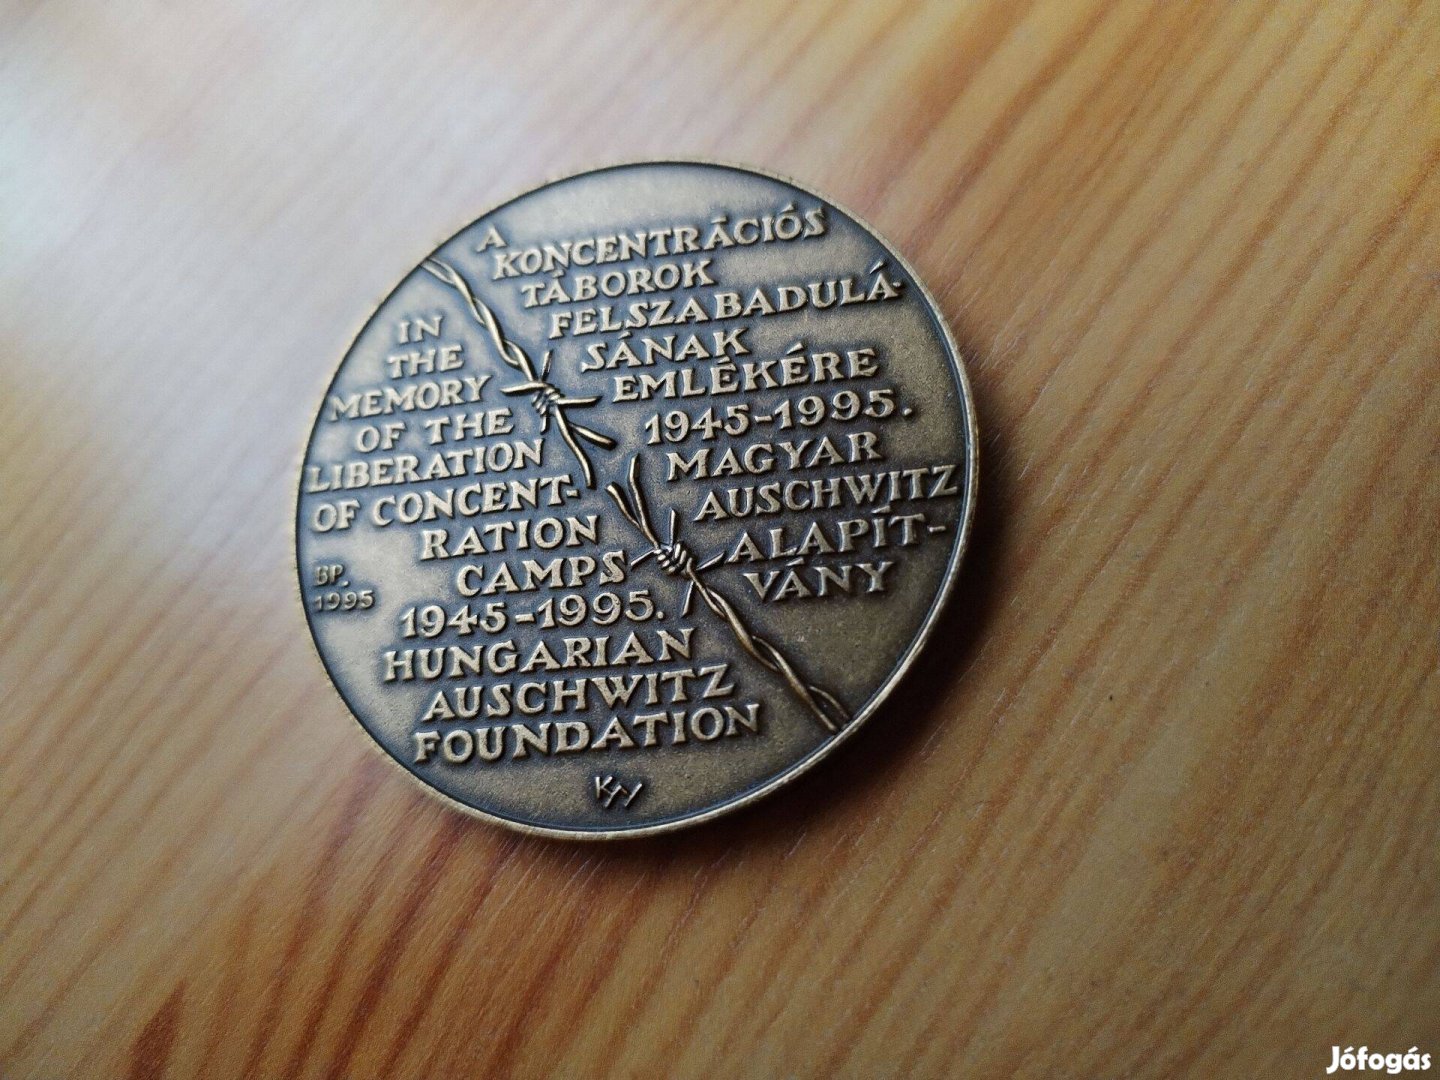 A
KONCENTRÁCIÓS
TÁBOROK
FELSZABADULÁ-
SÁNAK
EMLÉKÉRE
1945-1995.
MAGYAR
AUSCHWITZ
ALAPÍT-
VÁNY
IN
THE
MEMORY
OF THE
LIBERATION
OF CONCENT-
RATION
CAMPS
1945-1995.
HUNGARIAN
AUSCHWITZ
FOUNDATION
BP.
1995
Jófogás